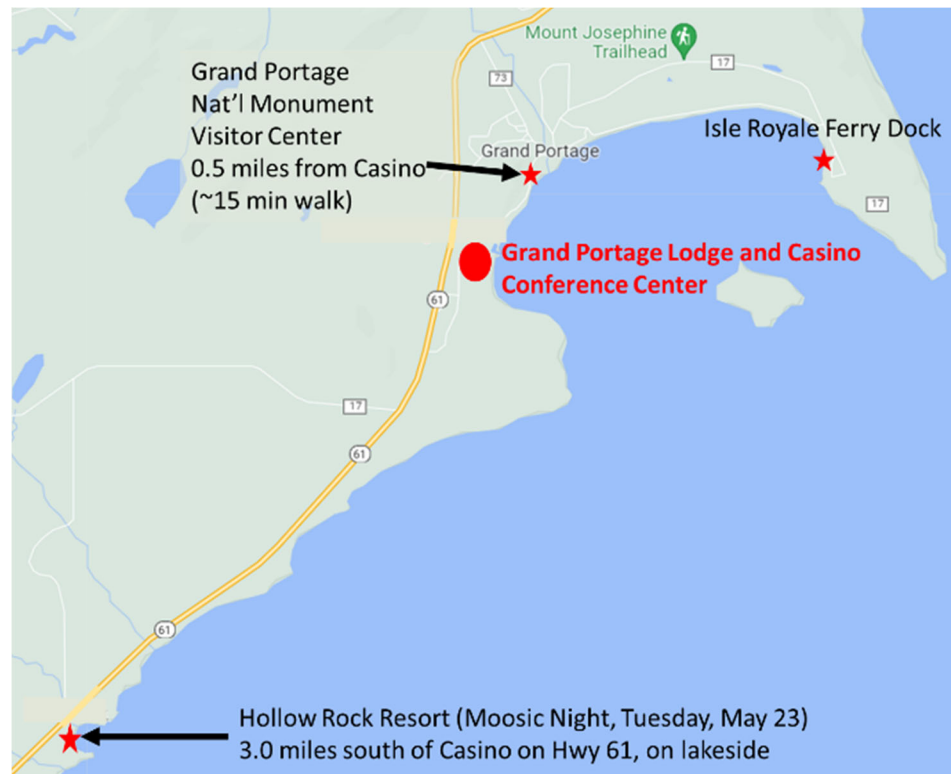 Mount Josephine
Trailhead
Grand Portage
Nat'l Monument
Visitor Center
0.5 miles from Casino
(~15 min walk)
73
17
Isle Royale Ferry Dock
Grand Portage
17
Grand Portage Lodge and Casino
Conference Center
61
17
61
61
Hollow Rock Resort (Moosic Night, Tuesday, May 23)
3.0 miles south of Casino on Hwy 61, on lakeside